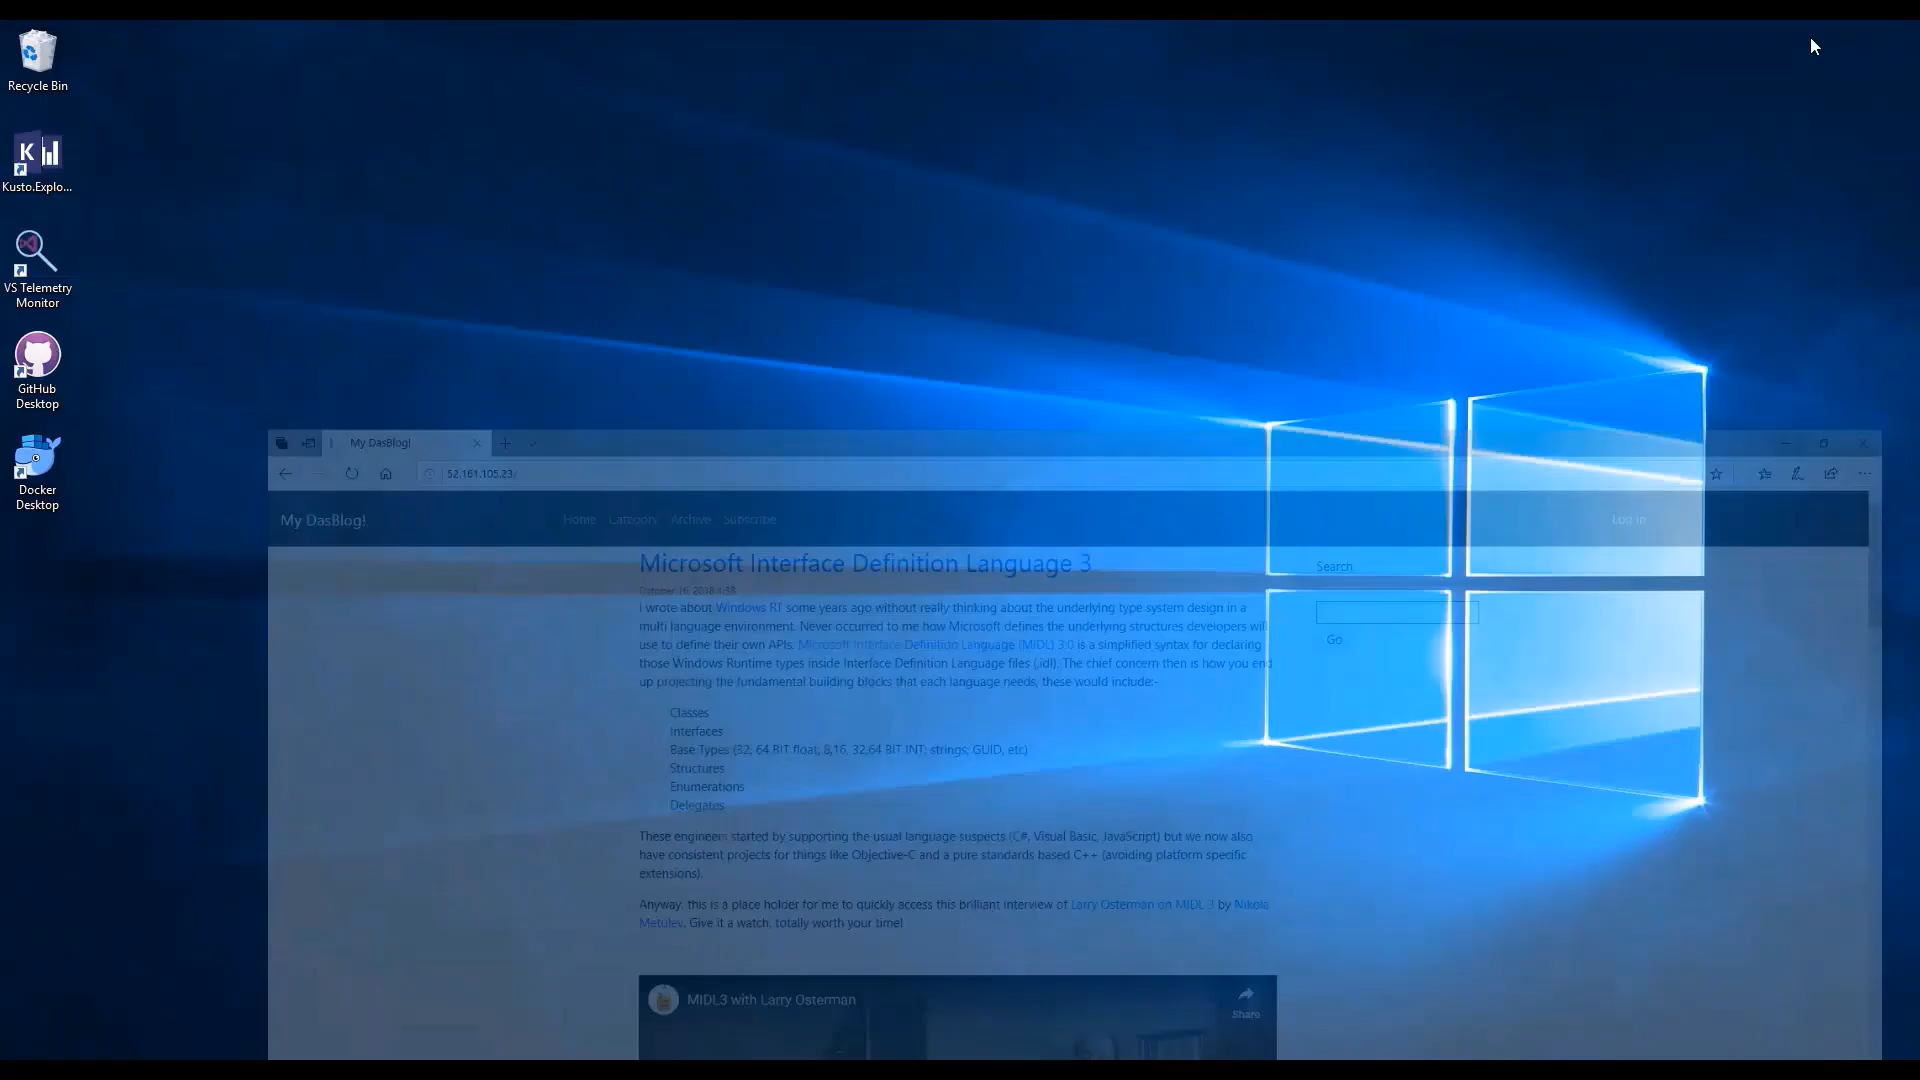 Recycle Bin
K
Kusto.Explo...
VS Telemetry
Monitor
GitHub
Desktop
Docker
Desktop
My DasBlog!
52.161.105.23/
My DasBlog!
Home Category Archive Subscribe
Log In
Microsoft Interface Definition Language 3
October 16, 2018 4:38
I wrote about Windows RT some years ago without really thinking about the underlying type system design in a
multi language environment. Never occurred to me how Microsoft defines the underlying structures developers will
use to define their own APIs. Microsoft Interface Definition Language (MIDL) 3.0 is a simplified syntax for declaring
those Windows Runtime types inside Interface Definition Language files (.idl). The chief concern then is how you end
up projecting the fundamental building blocks that each language needs, these would include:-
Classes
Interfaces
Base Types (32, 64 BIT float; 8,16, 32,64 BIT INT; strings; GUID, etc)
Structures
Enumerations
Delegates
These engineers started by supporting the usual language suspects (C#, Visual Basic, JavaScript) but we now also
have consistent projects for things like Objective-C and a pure standards based C++ (avoiding platform specific
extensions).
Anyway, this is a place holder for me to quickly access this brilliant interview of Larry Osterman on MIDL 3 by Nikola
Metulev. Give it a watch, totally worth your time!
MIDL3 with Larry Osterman
Share
Search
Go